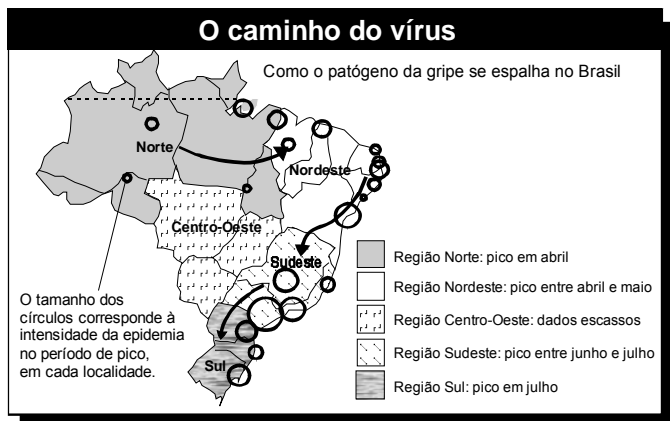 O caminho do vírus
Como o patógeno da gripe se espalha no Brasil
Norte
Nordeste
Centro-Oeste
Sudeste
Sul
O tamanho dos
círculos corresponde à
intensidade da epidemia
no período de pico,
em cada localidade.
Região Norte: pico em abril
Região Nordeste: pico entre abril e maio
Região Centro-Oeste: dados escassos
Região Sudeste: pico entre junho e julho
Região Sul: pico em julho